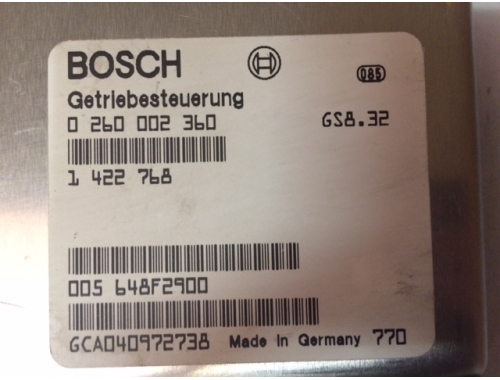 BOSCH 085
Getriebesteuerung
0 260 002 360 GS8.32
1 422 768
005 648F2900
GCA040972738 Made in Germany 770